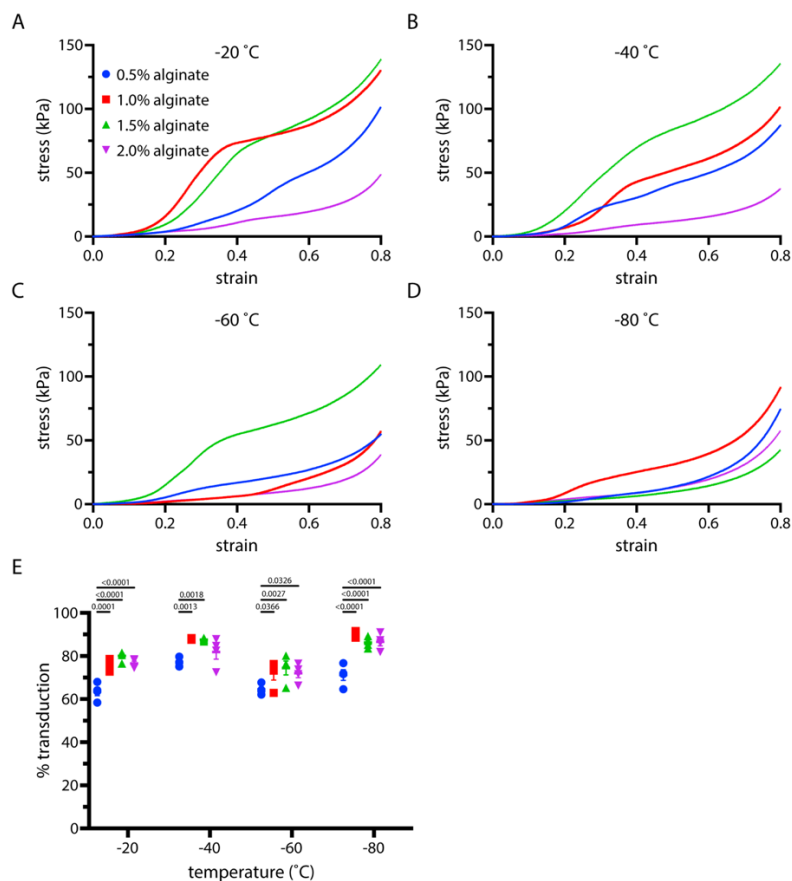 A
-20 ˚C
150
100
50
0
stress (kPa)
0.5% alginate
1.0% alginate
1.5% alginate
2.0% alginate
0.0 0.2 0.4 0.6 0.8
strain
B
-40 ˚C
150
100
50
0
stress (kPa)
0.0 0.2 0.4 0.6 0.8
strain
C
-60 ˚C
150
100
50
0
stress (kPa)
0.0 0.2 0.4 0.6 0.8
strain
D
-80 ˚C
150
100
50
0
stress (kPa)
0.0 0.2 0.4 0.6 0.8
strain
E
<0.0001
<0.0001
0.0001
0.0018
0.0013
0.0326
0.0027
0.0366
<0.0001
<0.0001
<0.0001
100
80
60
40
20
0
% transduction
-20 -40 -60 -80
temperature (˚C)